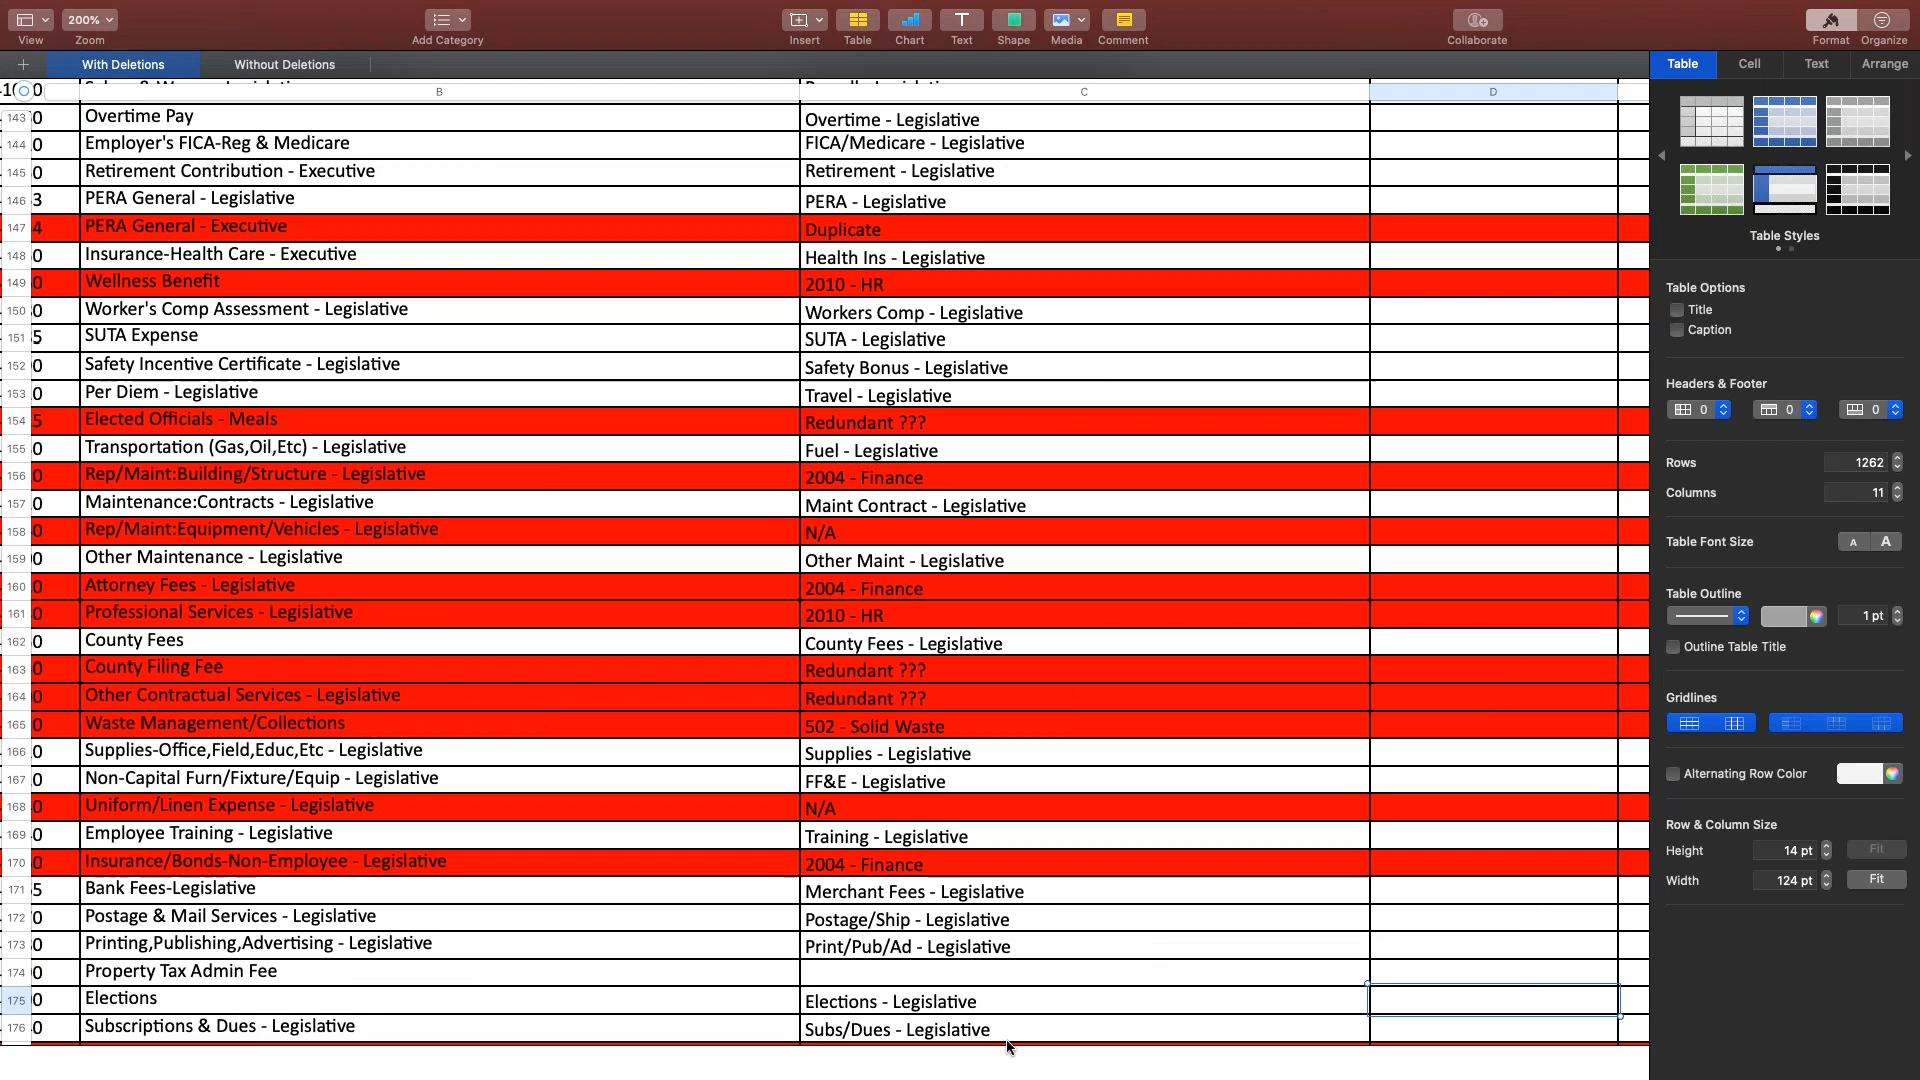 View
200%
Zoom
Add Category
Insert
Table
Chart
Text
Shape
Media
Comment
Collaborate
Format
Organize
With Deletions
Without Deletions
Table
Cell
Text
Arrange
B
C
D
143 0 Overtime Pay Overtime - Legislative
144 0 Employer's FICA-Reg & Medicare FICA/Medicare - Legislative
145 0 Retirement Contribution - Executive Retirement - Legislative
146 3 PERA General - Legislative PERA - Legislative
147 4 PERA General - Executive Duplicate
148 0 Insurance-Health Care - Executive Health Ins - Legislative
149 0 Wellness Benefit 2010 - HR
150 0 Worker's Comp Assessment - Legislative Workers Comp - Legislative
151 5 SUTA Expense SUTA - Legislative
152 0 Safety Incentive Certificate - Legislative Safety Bonus - Legislative
153 0 Per Diem - Legislative Travel - Legislative
154 5 Elected Officials - Meals Redundant ???
155 0 Transportation (Gas,Oil,Etc) - Legislative Fuel - Legislative
156 0 Rep/Maint:Building/Structure - Legislative 2004 - Finance
157 0 Maintenance:Contracts - Legislative Maint Contract - Legislative
158 0 Rep/Maint:Equipment/Vehicles - Legislative N/A
159 0 Other Maintenance - Legislative Other Maint - Legislative
160 0 Attorney Fees - Legislative 2004 - Finance
161 0 Professional Services - Legislative 2010 - HR
162 0 County Fees County Fees - Legislative
163 0 County Filing Fee Redundant ???
164 0 Other Contractual Services - Legislative Redundant ???
165 0 Waste Management/Collections 502 - Solid Waste
166 0 Supplies-Office,Field,Educ,Etc - Legislative Supplies - Legislative
167 0 Non-Capital Furn/Fixture/Equip - Legislative FF&E - Legislative
168 0 Uniform/Linen Expense - Legislative N/A
169 0 Employee Training - Legislative Training - Legislative
170 0 Insurance/Bonds-Non-Employee - Legislative 2004 - Finance
171 5 Bank Fees-Legislative Merchant Fees - Legislative
172 0 Postage & Mail Services - Legislative Postage/Ship - Legislative
173 0 Printing,Publishing,Advertising - Legislative Print/Pub/Ad - Legislative
174 0 Property Tax Admin Fee
175 0 Elections Elections - Legislative
176 0 Subscriptions & Dues - Legislative Subs/Dues - Legislative
Table Styles
Table Options
Title
Caption
Headers & Footer
0 0 0
Rows 1262
Columns 11
Table Font Size A A
Table Outline
1 pt
Outline Table Title
Gridlines
Alternating Row Color
Row & Column Size
Height 14 pt Fit
Width 124 pt Fit